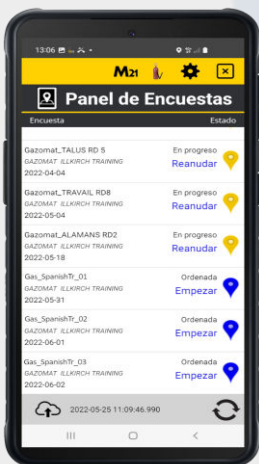 13:06
M21
Panel de Encuestas
Encuesta Estado
Gazomat_TALUS RD 5 En progreso
GAZOMAT ILLKIRCH TRAINING Reanudar
2022-04-04
Gazomat_TRAVAIL RD8 En progreso
GAZOMAT ILLKIRCH TRAINING Reanudar
2022-05-04
Gazomat_ALAMANS RD2 En progreso
GAZOMAT ILLKIRCH TRAINING Reanudar
2022-05-18
Gas_SpanishTr_01 Ordenada
GAZOMAT ILLKIRCH TRAINING Empezar
2022-05-31
Gas_SpanishTr_02 Ordenada
GAZOMAT ILLKIRCH TRAINING Empezar
2022-06-01
Gas_SpanishTr_03 Ordenada
GAZOMAT ILLKIRCH TRAINING Empezar
2022-06-02
2022-05-25 11:09:46.990